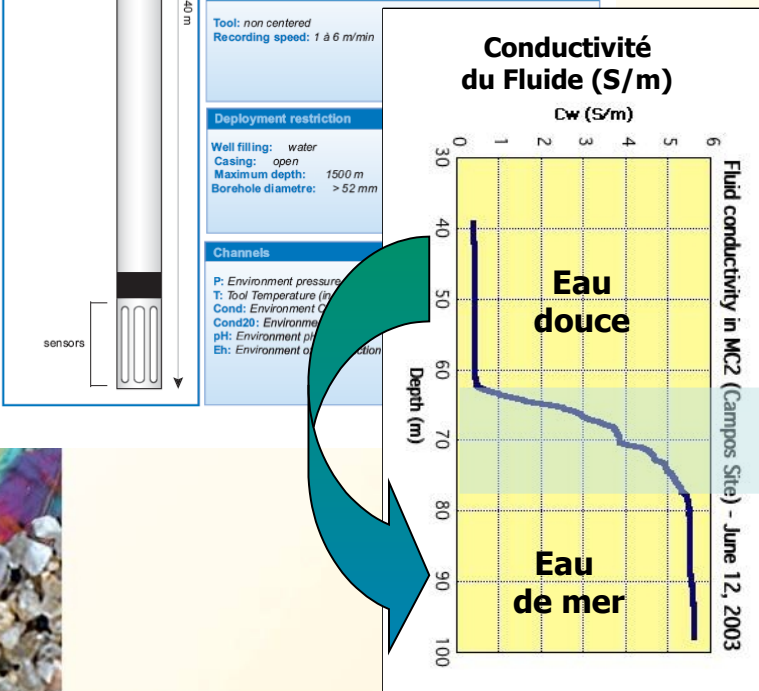 40 m
sensors
Tool: non centered
Recording speed: 1 à 6 m/min
Deployment restriction
Well filling: water
Casing: open
Maximum depth: 1500 m
Borehole diametre: > 52 mm
Channels
P: Environment pressure
T: Tool Temperature (in
Cond: Environment C
Cond20: Environme
pH: Environment pH
Eh: Environment o ction
Conductivité
du Fluide (S/m)
Cw (S/m)
0 1 2 3 4 5 6
30
40
50
60
70
80
90
100
Depth (m)
Eau
douce
Eau
de mer
Fluid conductivity in MC2 (Campos Site) - June 12, 2003